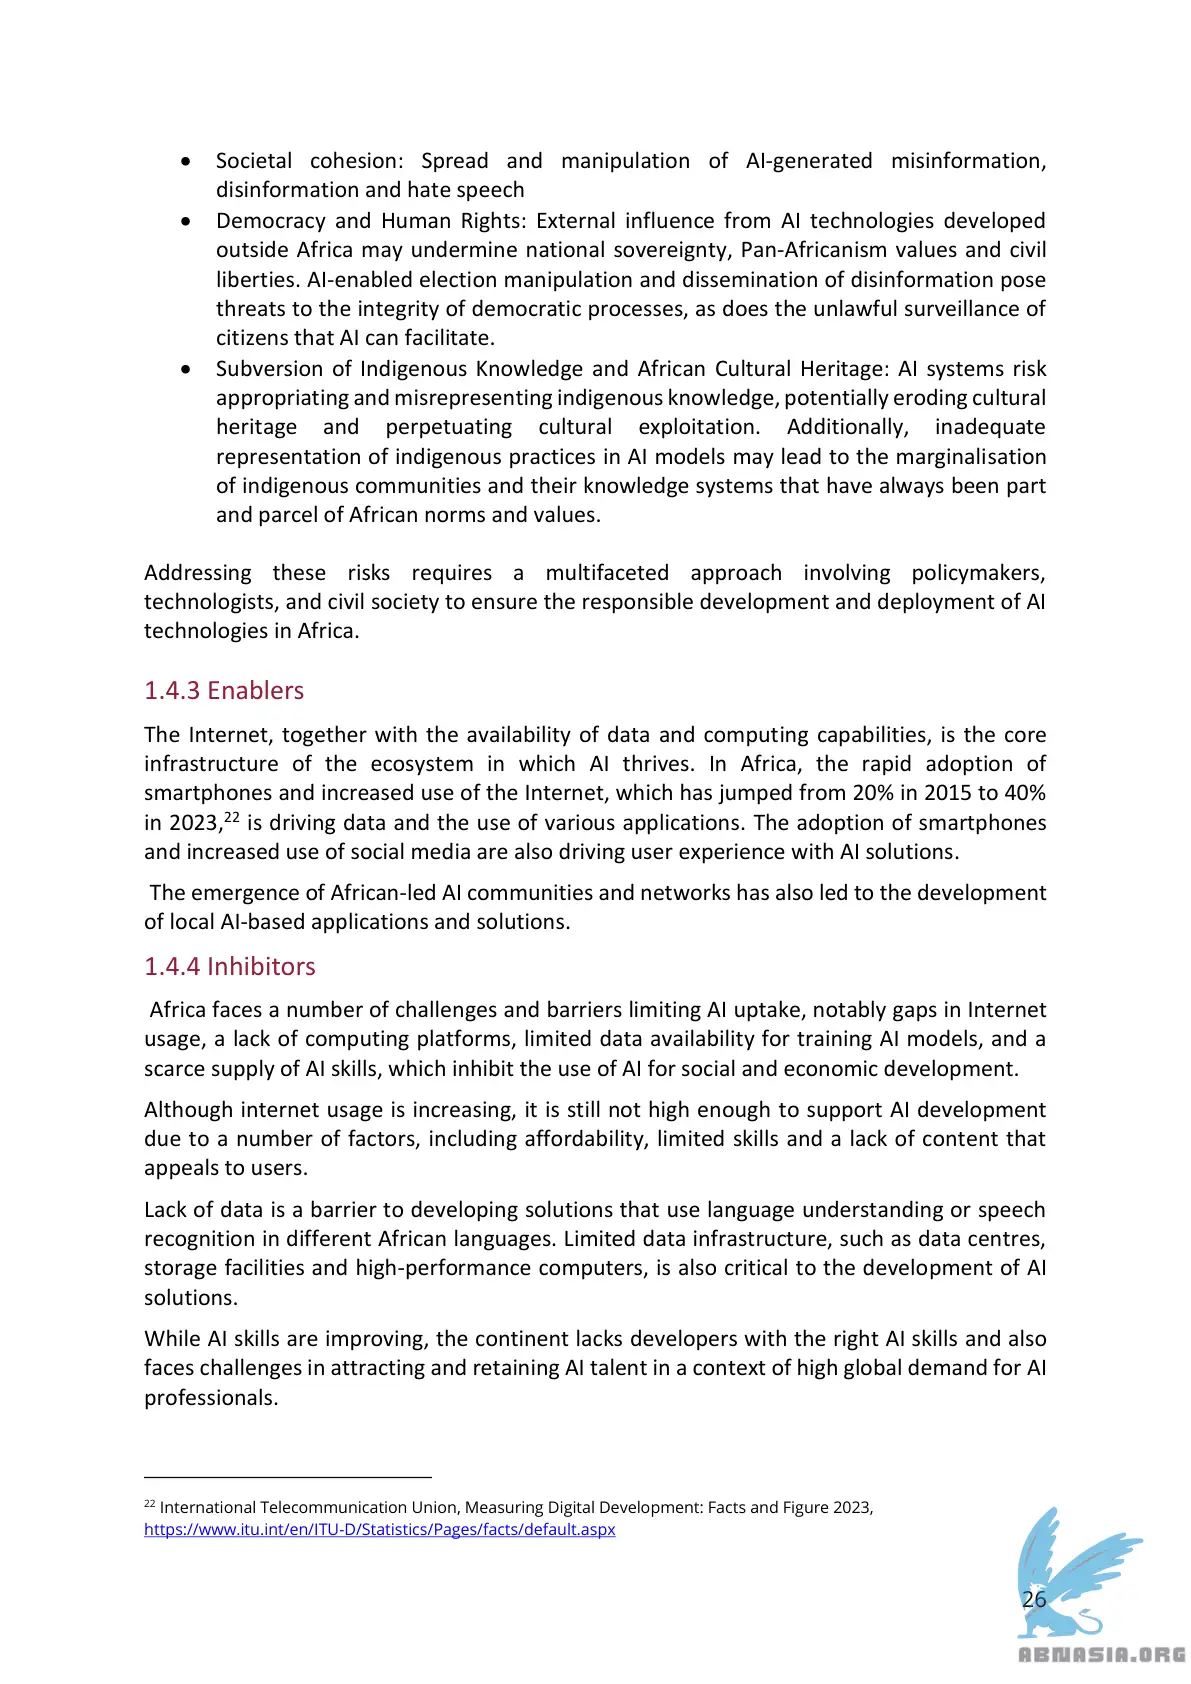 • Societal cohesion: Spread and manipulation of AI-generated misinformation,
disinformation and hate speech
• Democracy and Human Rights: External influence from AI technologies developed
outside Africa may undermine national sovereignty, Pan-Africanism values and civil
liberties. AI-enabled election manipulation and dissemination of disinformation pose
threats to the integrity of democratic processes, as does the unlawful surveillance of
citizens that AI can facilitate.
• Subversion of Indigenous Knowledge and African Cultural Heritage: AI systems risk
appropriating and misrepresenting indigenous knowledge, potentially eroding cultural
heritage and perpetuating cultural exploitation. Additionally, inadequate
representation of indigenous practices in AI models may lead to the marginalisation
of indigenous communities and their knowledge systems that have always been part
and parcel of African norms and values.
Addressing these risks requires a multifaceted approach involving policymakers,
technologists, and civil society to ensure the responsible development and deployment of AI
technologies in Africa.
1.4.3 Enablers
The Internet, together with the availability of data and computing capabilities, is the core
infrastructure of the ecosystem in which AI thrives. In Africa, the rapid adoption of
smartphones and increased use of the Internet, which has jumped from 20% in 2015 to 40%
in 2023,22 is driving data and the use of various applications. The adoption of smartphones
and increased use of social media are also driving user experience with AI solutions.
The emergence of African-led AI communities and networks has also led to the development
of local AI-based applications and solutions.
1.4.4 Inhibitors
Africa faces a number of challenges and barriers limiting AI uptake, notably gaps in Internet
usage, a lack of computing platforms, limited data availability for training AI models, and a
scarce supply of AI skills, which inhibit the use of AI for social and economic development.
Although internet usage is increasing, it is still not high enough to support AI development
due to a number of factors, including affordability, limited skills and a lack of content that
appeals to users.
Lack of data is a barrier to developing solutions that use language understanding or speech
recognition in different African languages. Limited data infrastructure, such as data centres,
storage facilities and high-performance computers, is also critical to the development of AI
solutions.
While AI skills are improving, the continent lacks developers with the right AI skills and also
faces challenges in attracting and retaining AI talent in a context of high global demand for AI
professionals.
22 International Telecommunication Union, Measuring Digital Development: Facts and Figure 2023,
https://www.itu.int/en/ITU-D/Statistics/Pages/facts/default.aspx
26
ABNASIA.ORG